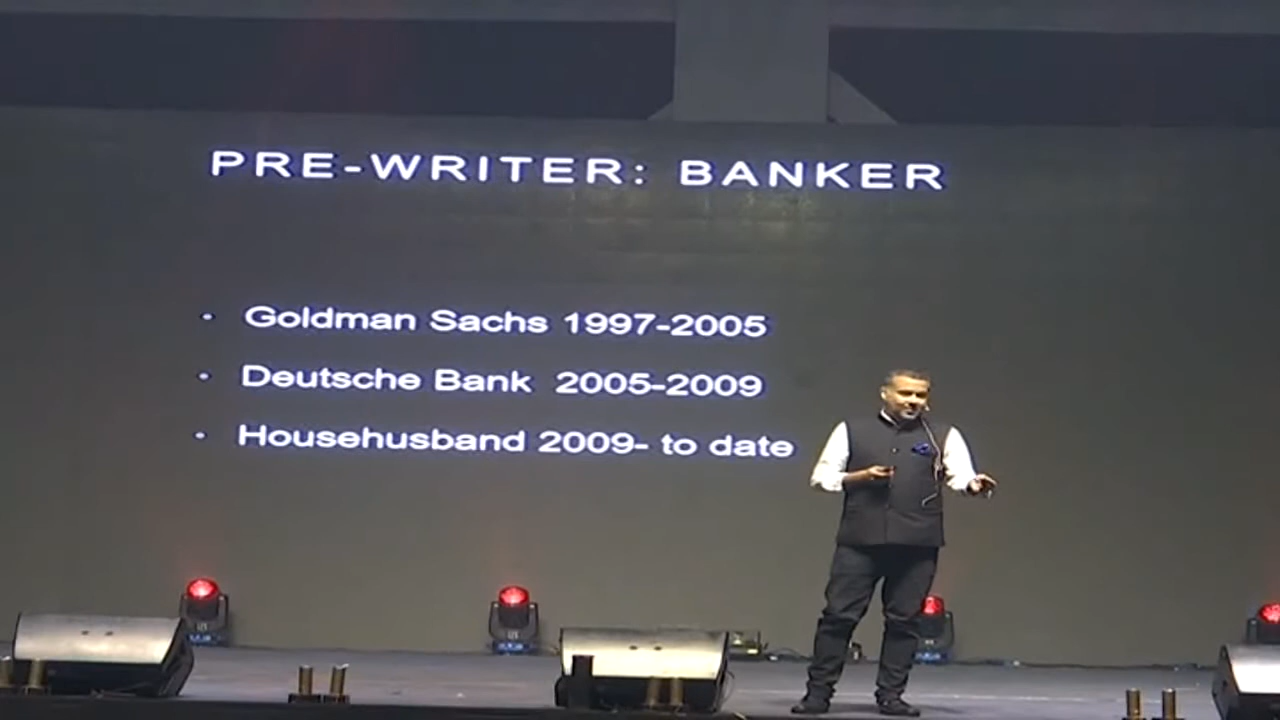 PRE-WRITER: BANKER
• Goldman Sachs 1997-2005
• Deutsche Bank 2005-2009
• Househusband 2009- to date